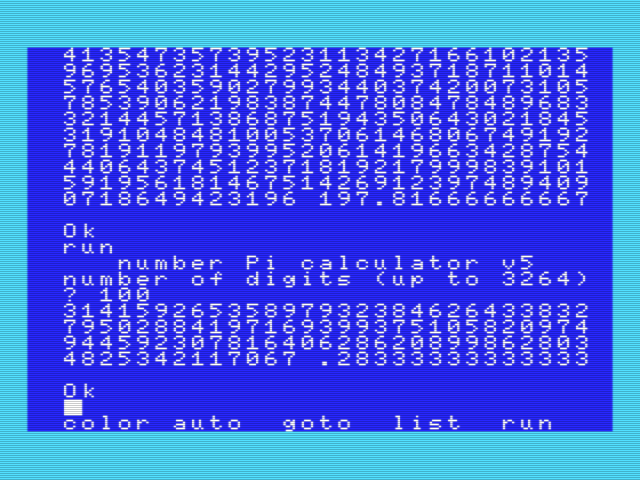 41354735739523113427166102135
96953623144295248493718711014
57654035902799344037420073105
78539062198387447808478489683
32144571386875194350643021845
31910484810053706146806749192
78191197939952061419663428754
44064374512371819217999839101
59195618146751426912397489409
0718649423196 197.81666666667
Ok
run
number Pi calculator v5
number of digits (up to 3264)
? 100
31415926535897932384626433832
79502884197169399375105820974
94459230781640628620899862803
4825342117067 .28333333333333
Ok
color auto goto list run